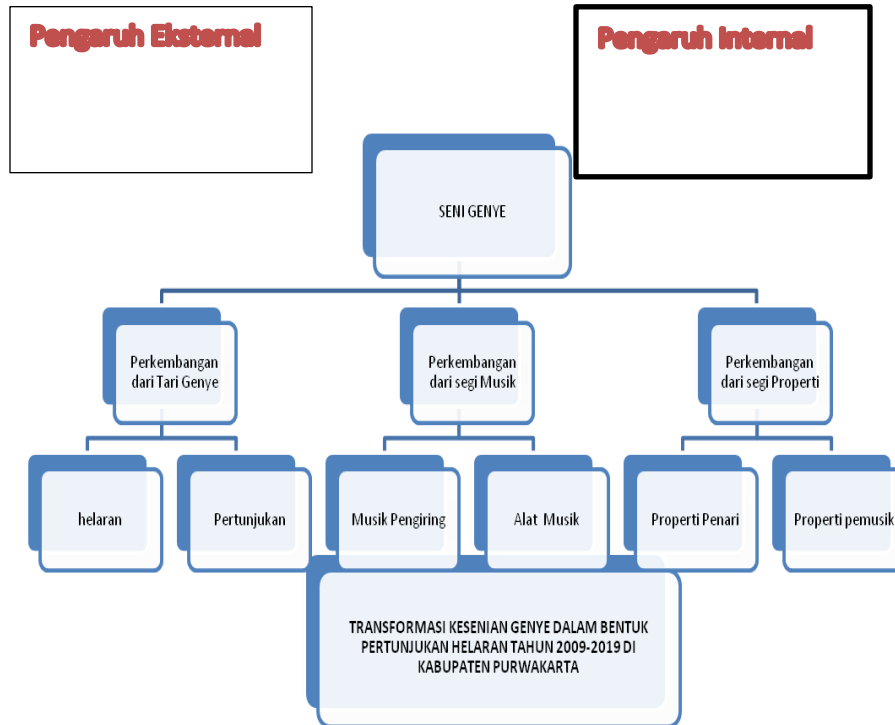 Pengaruh Eksternal
Pengaruh Internal
SENI GENYE
Perkembangan
dari Tari Genye
Perkembangan
dari segi Musik
Perkembangan
dari segi Properti
helaran
Pertunjukan
Musik Pengiring
Alat Musik
Properti Penari
Properti pemusik
TRANSFORMASI KESENIAN GENYE DALAM BENTUK
PERTUNJUKAN HELARAN TAHUN 2009-2019 DI
KABUPATEN PURWAKARTA